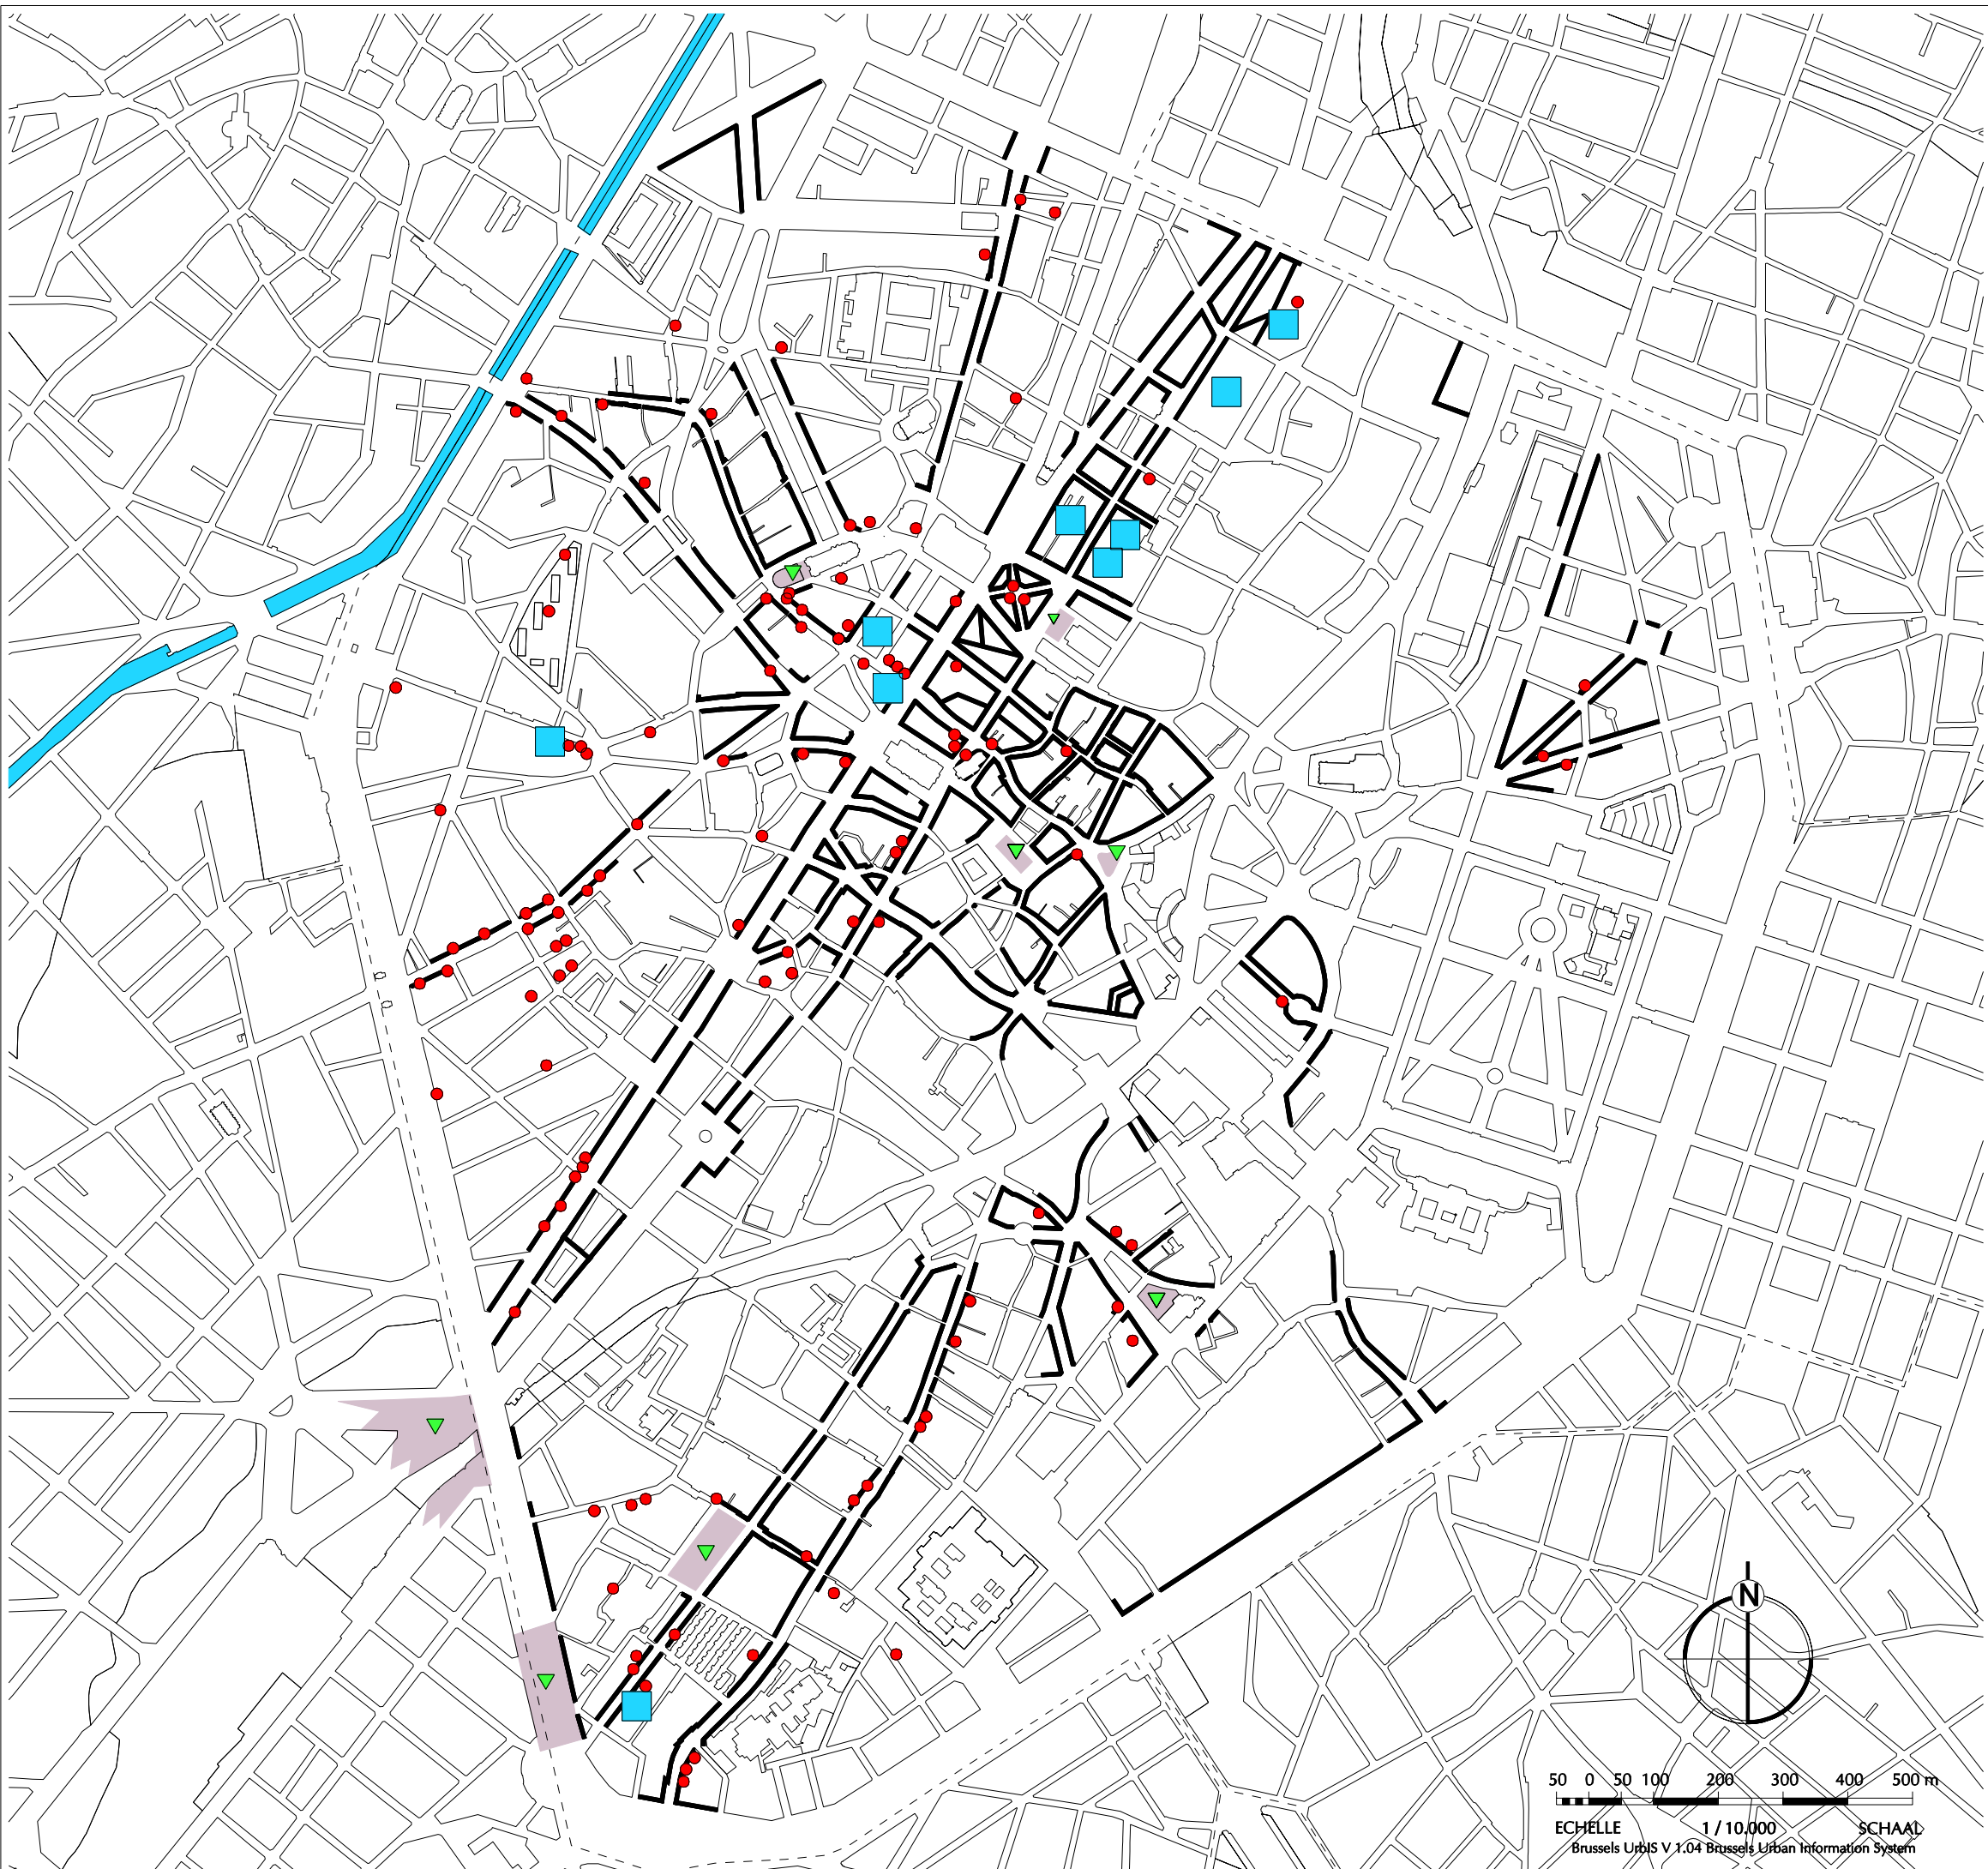 N
50 0 50 100 200 300 400 500 m
ECHELLE 1 / 10.000 SCHAAL
Brussels UrbIS V 1.04 Brussels Urban Information System